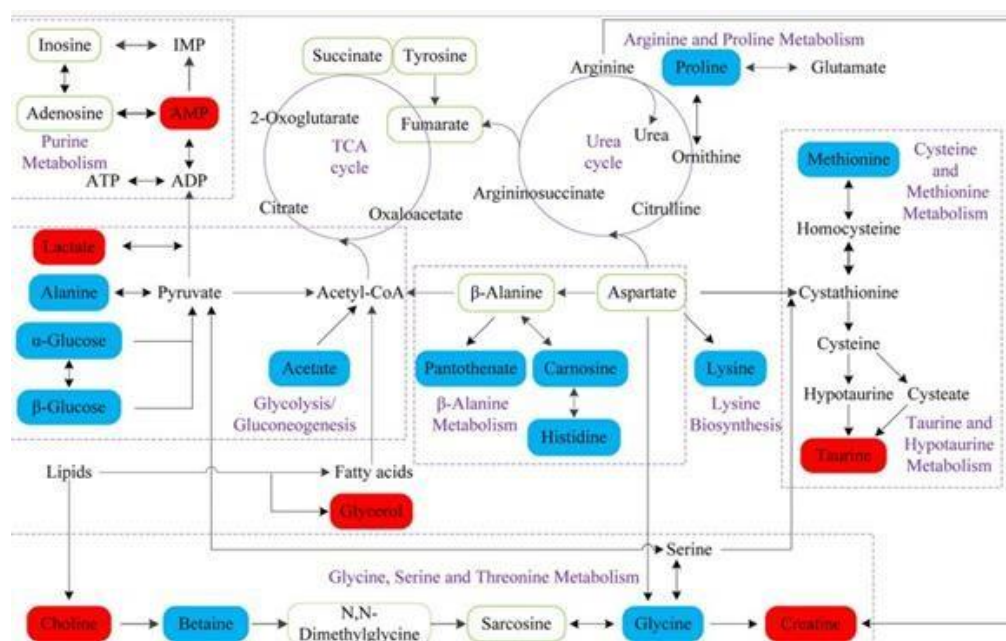 Inosine
IMP
Succinate
Tyrosine
Arginine and Proline Metabolism
Arginine
Proline
Glutamate
Adenosine
AMP
2-Oxoglutarate
Fumarate
Purine
Metabolism
TCA
cycle
Urea
cycle
Urea
Ornithine
Methionine
Cysteine
and
Methionine
Metabolism
ATP
ADP
Argininosuccinate
Citrulline
Citrate
Oxaloacetate
Homocysteine
Lactate
Alanine
Pyruvate
Acetyl-CoA
β-Alanine
Aspartate
Cystathionine
α-Glucose
Cysteine
Acetate
Pantothenate
Carnosine
Lysine
β-Glucose
Hypotaurine
Cysteate
Glycolysis/
Gluconeogenesis
β-Alanine
Metabolism
Histidine
Lysine
Biosynthesis
Taurine
Taurine and
Hypotaurine
Metabolism
Lipids
Fatty acids
Glycerol
Serine
Glycine, Serine and Threonine Metabolism
Choline
Betaine
N,N-
Dimethylglycine
Sarcosine
Glycine
Creatine